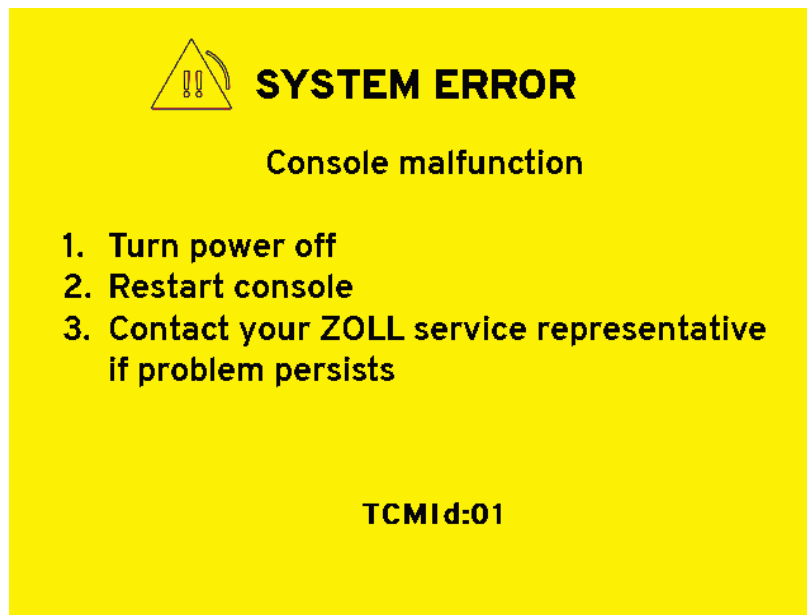 !!
SYSTEM ERROR
Console malfunction
1. Turn power off
2. Restart console
3. Contact your ZOLL service representative
if problem persists
TCMId:01